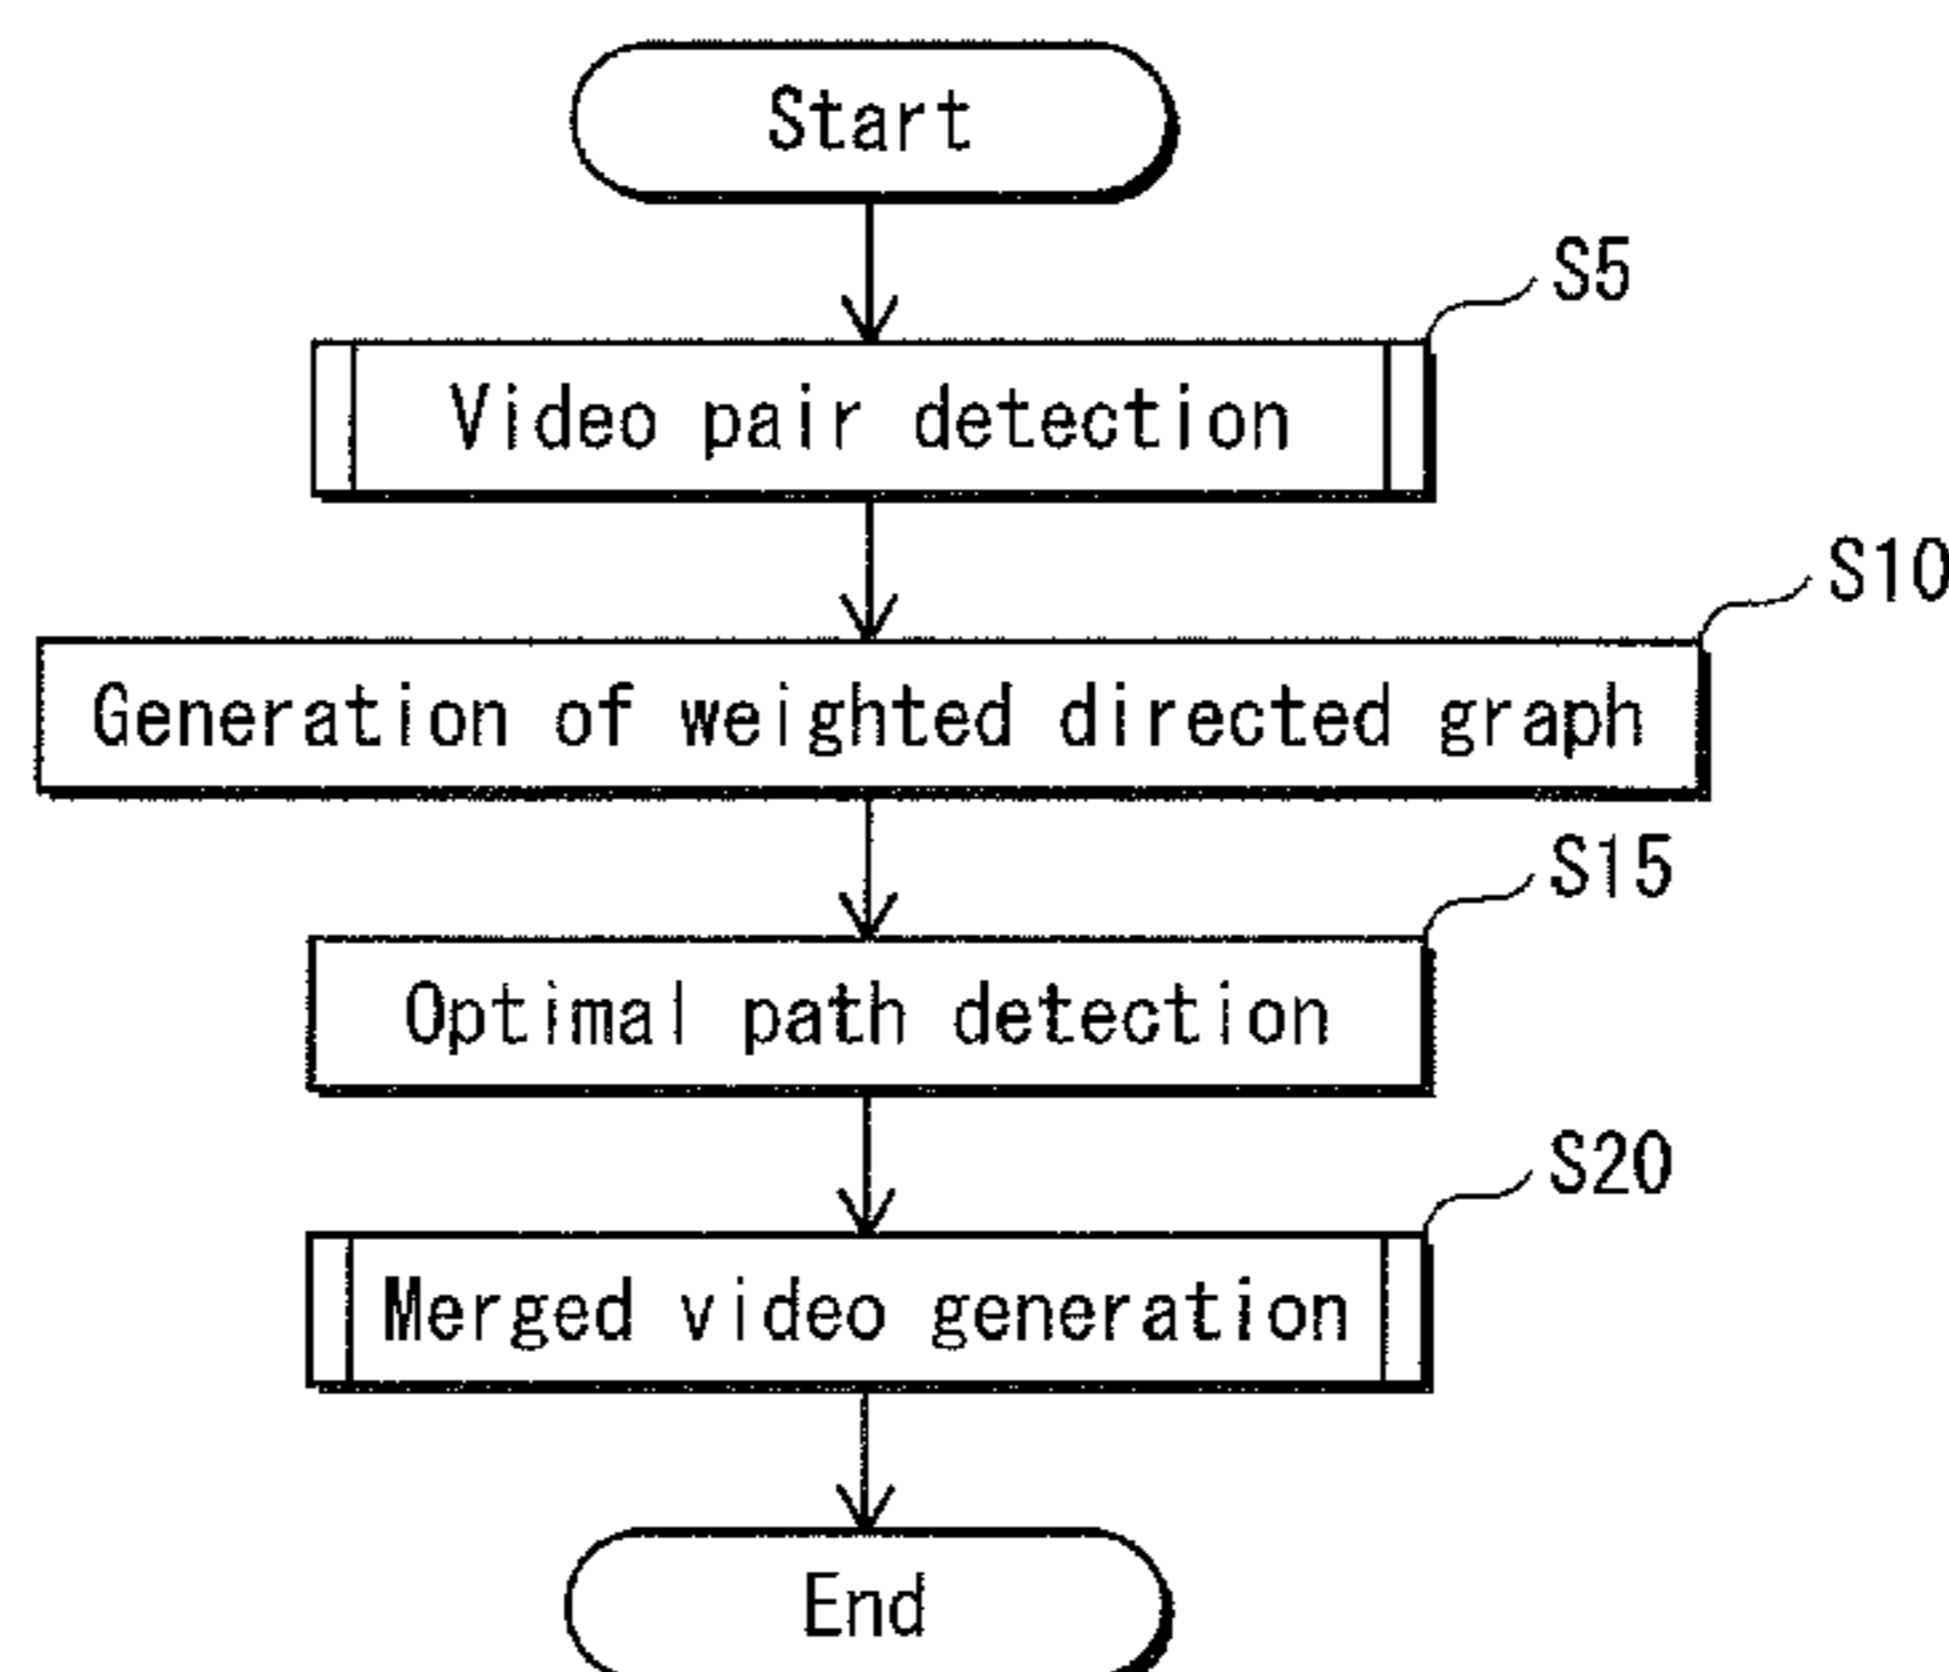 Start
S5
Video pair detection
S10
Generation of weighted directed graph
S15
Optimal path detection
S20
Merged video generation
End